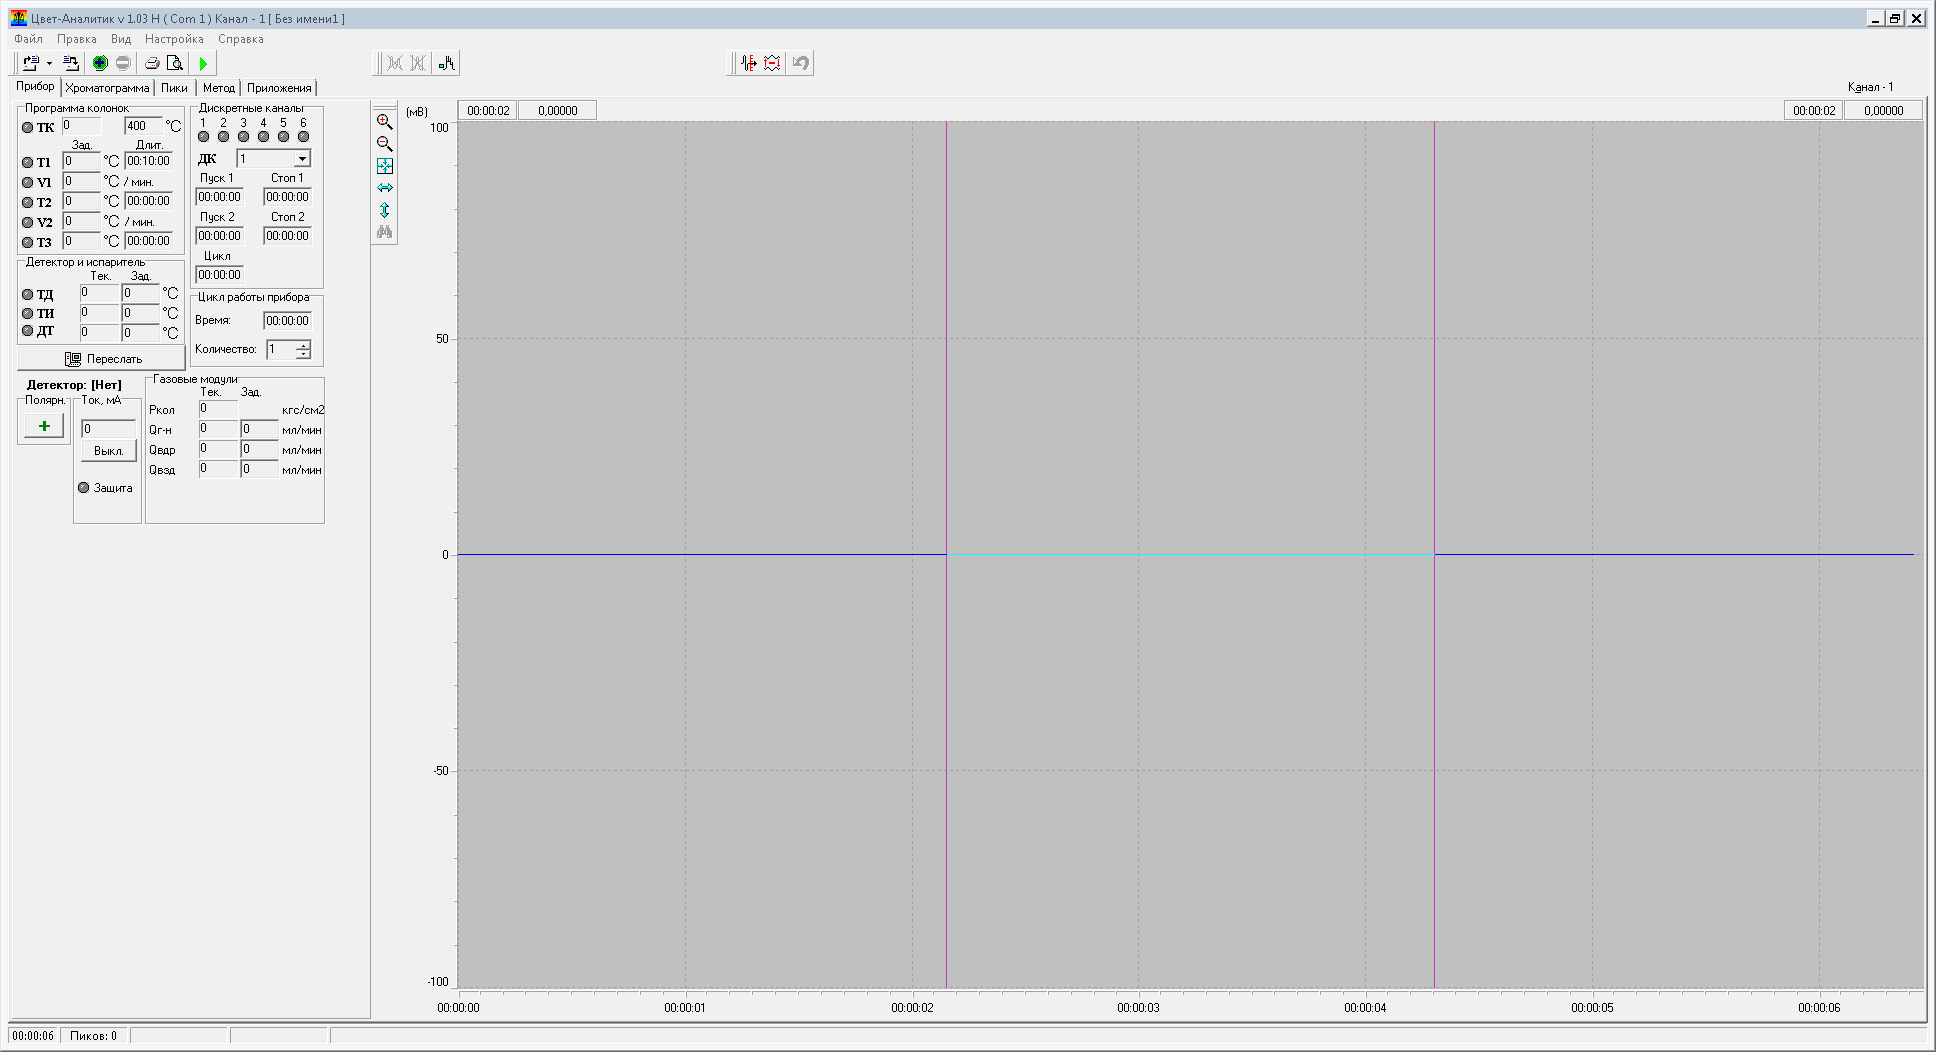 Цвет-Аналитик v 1.03 Н ( Com 1 ) Канал - 1 [ Без имени1 ]
Файл Правка Вид Настройка Справка
Прибор Хроматограмма Пики Метод Приложения
Канал - 1
Программа колонок
ТК 0 400 °C
Зад. Длит.
Т1 0 °C 00:10:00
V1 0 °C / мин.
Т2 0 °C 00:00:00
V2 0 °C / мин.
Т3 0 °C 00:00:00
Детектор и испаритель
Тек. Зад.
ТД 0 0 °C
ТИ 0 0 °C
ДТ 0 0 °C
Переслать
Детектор: [Нет]
Полярн.
+
Ток, мА
0
Выкл.
Защита
Дискретные каналы
1 2 3 4 5 6
ДК 1
Пуск 1 Стоп 1
00:00:00 00:00:00
Пуск 2 Стоп 2
00:00:00 00:00:00
Цикл
00:00:00
Цикл работы прибора
Время: 00:00:00
Количество: 1
Газовые модули
Тек. Зад.
Pкол 0 кгс/см2
Qг-н 0 0 мл/мин
Qвдр 0 0 мл/мин
Qвзд 0 0 мл/мин
(мВ) 00:00:02 0,00000 00:00:02 0,00000
100
50
0
-50
-100
00:00:00 00:00:01 00:00:02 00:00:03 00:00:04 00:00:05 00:00:06
00:00:06 Пиков: 0